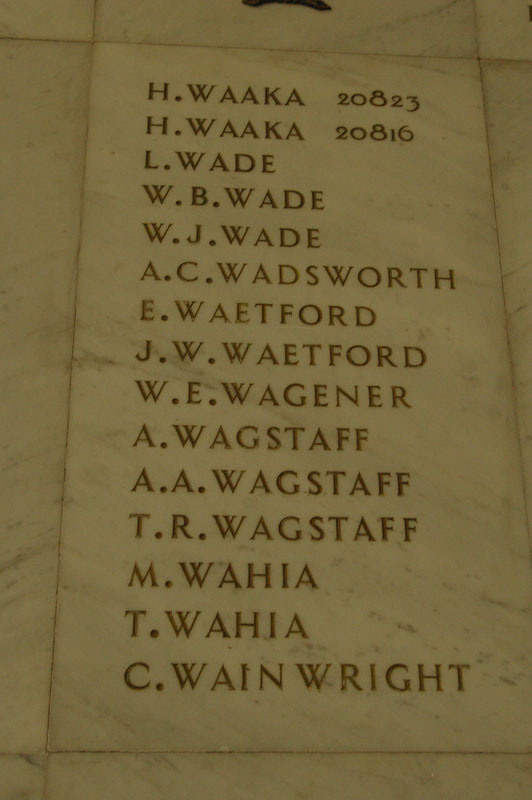 H.WAAKA 20823
H.WAAKA 20816
L.WADE
W.B.WADE
W.J.WADE
A.C.WADSWORTH
E.WAETFORD
J.W.WAETFORD
W.E.WAGENER
A.WAGSTAFF
A.A.WAGSTAFF
T.R.WAGSTAFF
M.WAHIA
T.WAHIA
C.WAINWRIGHT